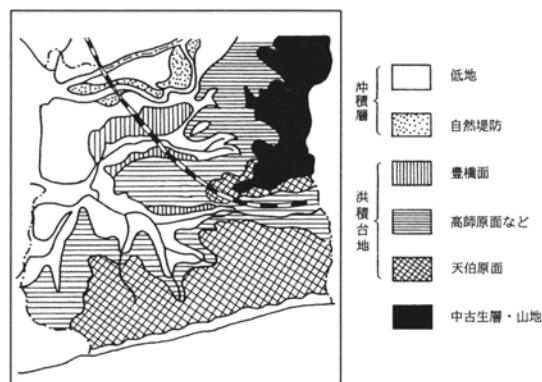 沖積層
低地
自然堤防
洪積台地
豊橋面
高師原面など
天伯原面
中古生層・山地